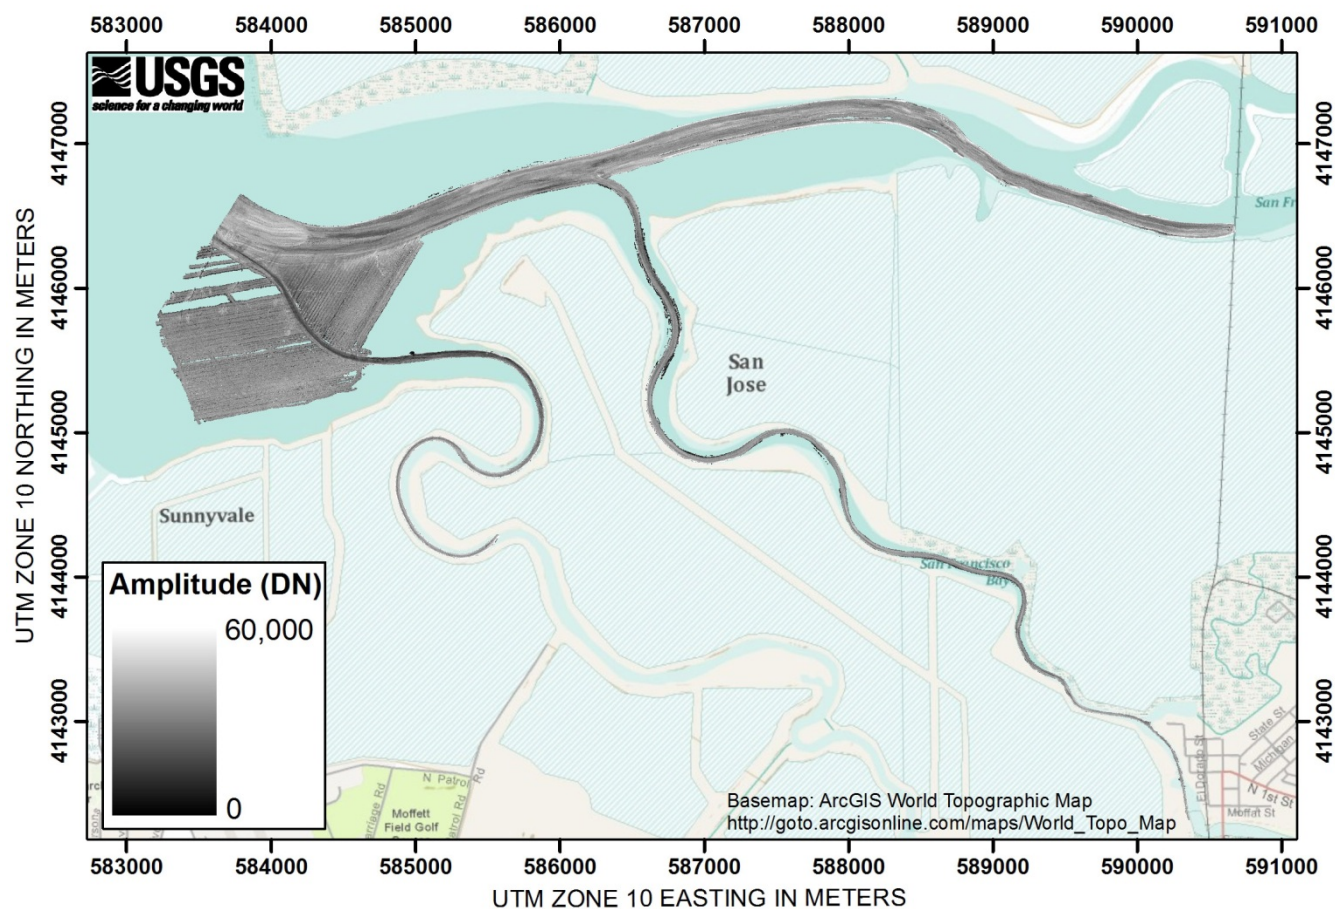 583000 584000 585000 586000 587000 588000 589000 590000 591000
USGS
science for a changing world
4147000
4146000
4145000
4144000
4143000
UTM ZONE 10 NORTHING IN METERS
4147000
4146000
4145000
4144000
4143000
San Fr
San
Jose
Sunnyvale
San Francisco
Bay
Amplitude (DN)
60,000
0
N Patrol Rd
Patrol Rd
Moffett
Field Golf
State St
Michigan
El Dorado St
N 1st St
Moffat St
Basemap: ArcGIS World Topographic Map
http://goto.arcgisonline.com/maps/World_Topo_Map
583000 584000 585000 586000 587000 588000 589000 590000 591000
UTM ZONE 10 EASTING IN METERS